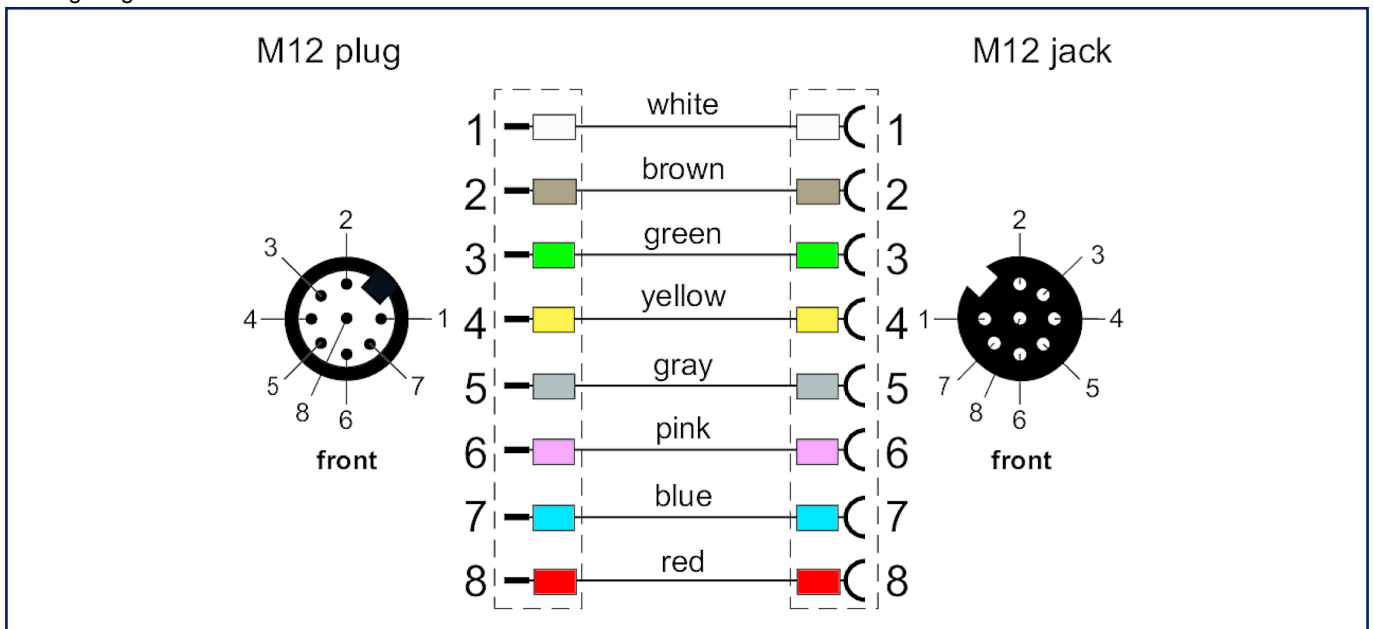 M12 plug
M12 jack
1 white 1
2 brown 2
3 green 3
4 yellow 4
5 gray 5
6 pink 6
7 blue 7
8 red 8
2
3
4
1
5
8
6
7
front
2
3
1
4
7
8
6
5
front